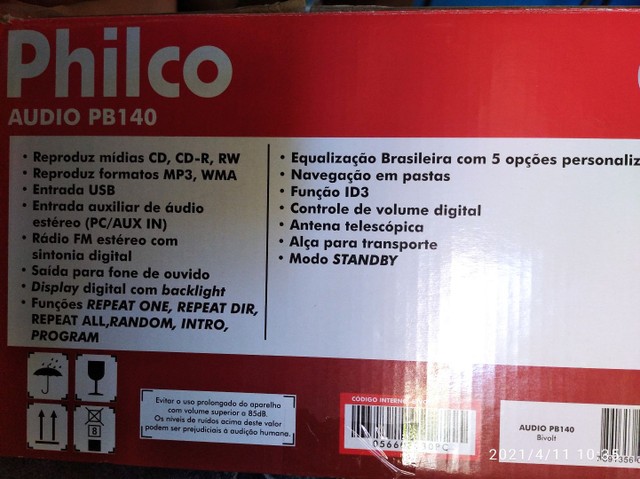 Philco
AUDIO PB140
• Reproduz mídias CD, CD-R, RW
• Reproduz formatos MP3, WMA
• Entrada USB
• Entrada auxiliar de áudio
estéreo (PC/AUX IN)
• Rádio FM estéreo com
sintonia digital
• Saída para fone de ouvido
• Display digital com backlight
• Funções REPEAT ONE, REPEAT DIR,
REPEAT ALL,RANDOM, INTRO,
PROGRAM
• Equalização Brasileira com 5 opções personaliz
• Navegação em pastas
• Função ID3
• Controle de volume digital
• Antena telescópica
• Alça para transporte
• Modo STANDBY
8
Evitar o uso prolongado do aparelho
com volume superior a 85dB.
Os níveis de ruídos acima deste valor
podem ser prejudiciais à audição humana.
CÓDIGO INTERN
AUDIO PB140
Bivolt
2021/4/11 10:35